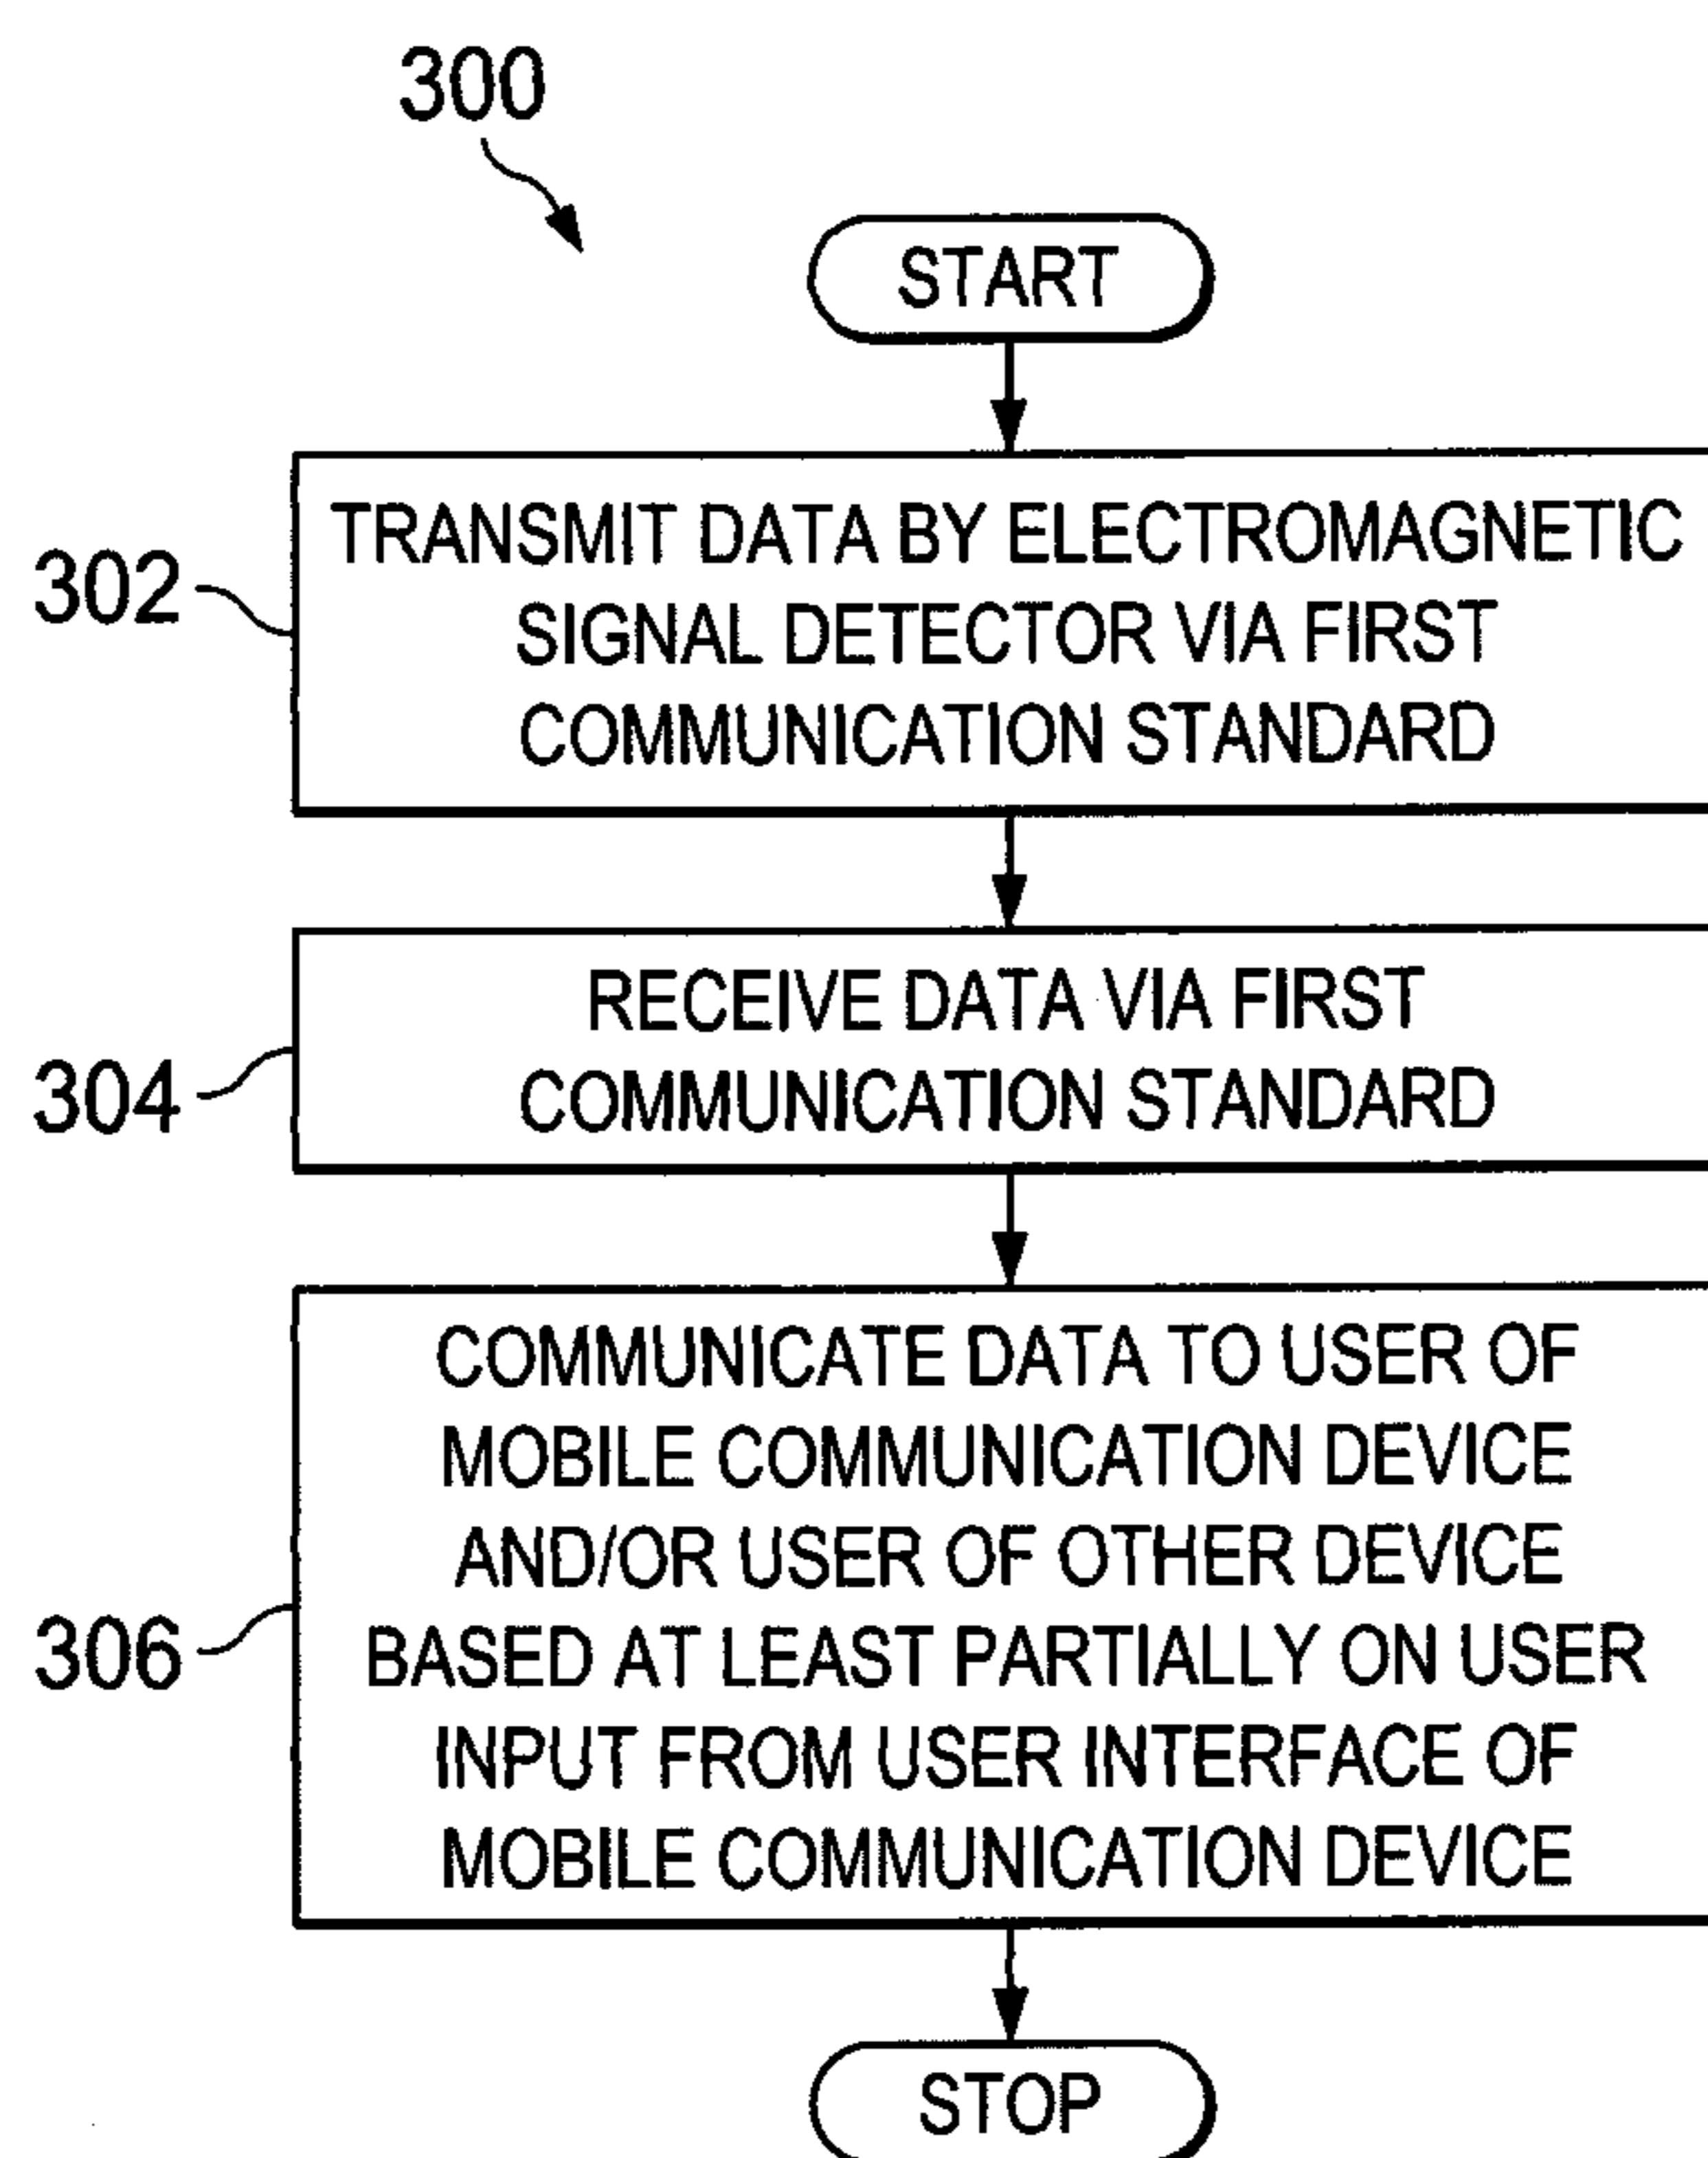 300
START
302
TRANSMIT DATA BY ELECTROMAGNETIC
SIGNAL DETECTOR VIA FIRST
COMMUNICATION STANDARD
304
RECEIVE DATA VIA FIRST
COMMUNICATION STANDARD
306
COMMUNICATE DATA TO USER OF
MOBILE COMMUNICATION DEVICE
AND/OR USER OF OTHER DEVICE
BASED AT LEAST PARTIALLY ON USER
INPUT FROM USER INTERFACE OF
MOBILE COMMUNICATION DEVICE
STOP